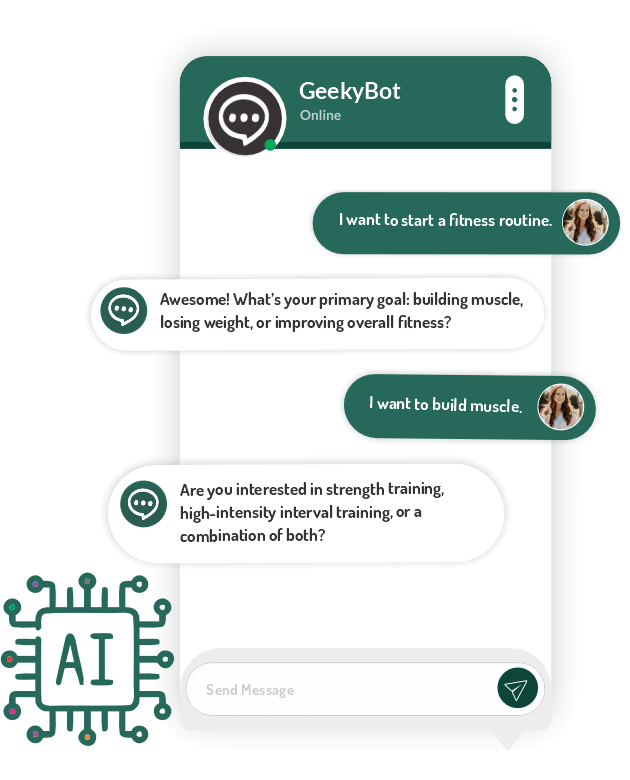 GeekyBot
Online
I want to start a fitness routine.
Awesome! What's your primary goal: building muscle,
losing weight, or improving overall fitness?
I want to build muscle.
Are you interested in strength training,
high-intensity interval training, or a
combination of both?
AI
Send Message